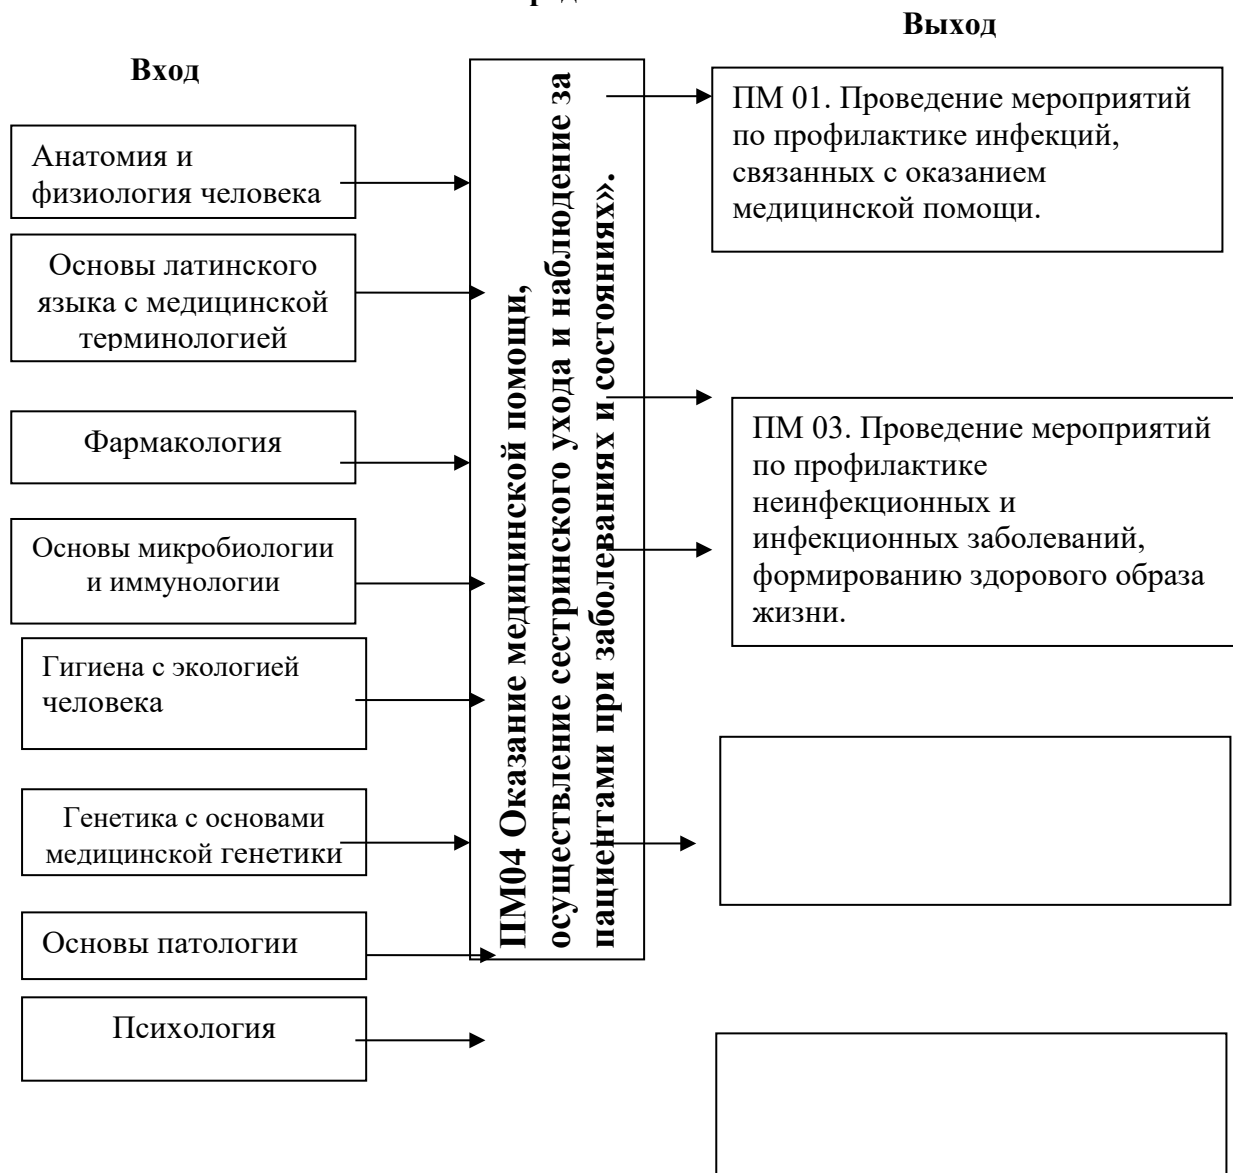 Выход
Вход
Анатомия и
физиология человека
Основы латинского
языка с медицинской
терминологией
Фармакология
Основы микробиологии
и иммунологии
Гигиена с экологией
человека
Генетика с основами
медицинской генетики
Основы патологии
Психология
ПМ04 Оказание медицинской помощи,
осуществление сестринского ухода и наблюдение за
пациентами при заболеваниях и состояниях».
ПМ 01. Проведение мероприятий
по профилактике инфекций,
связанных с оказанием
медицинской помощи.
ПМ 03. Проведение мероприятий
по профилактике
неинфекционных и
инфекционных заболеваний,
формированию здорового образа
жизни.